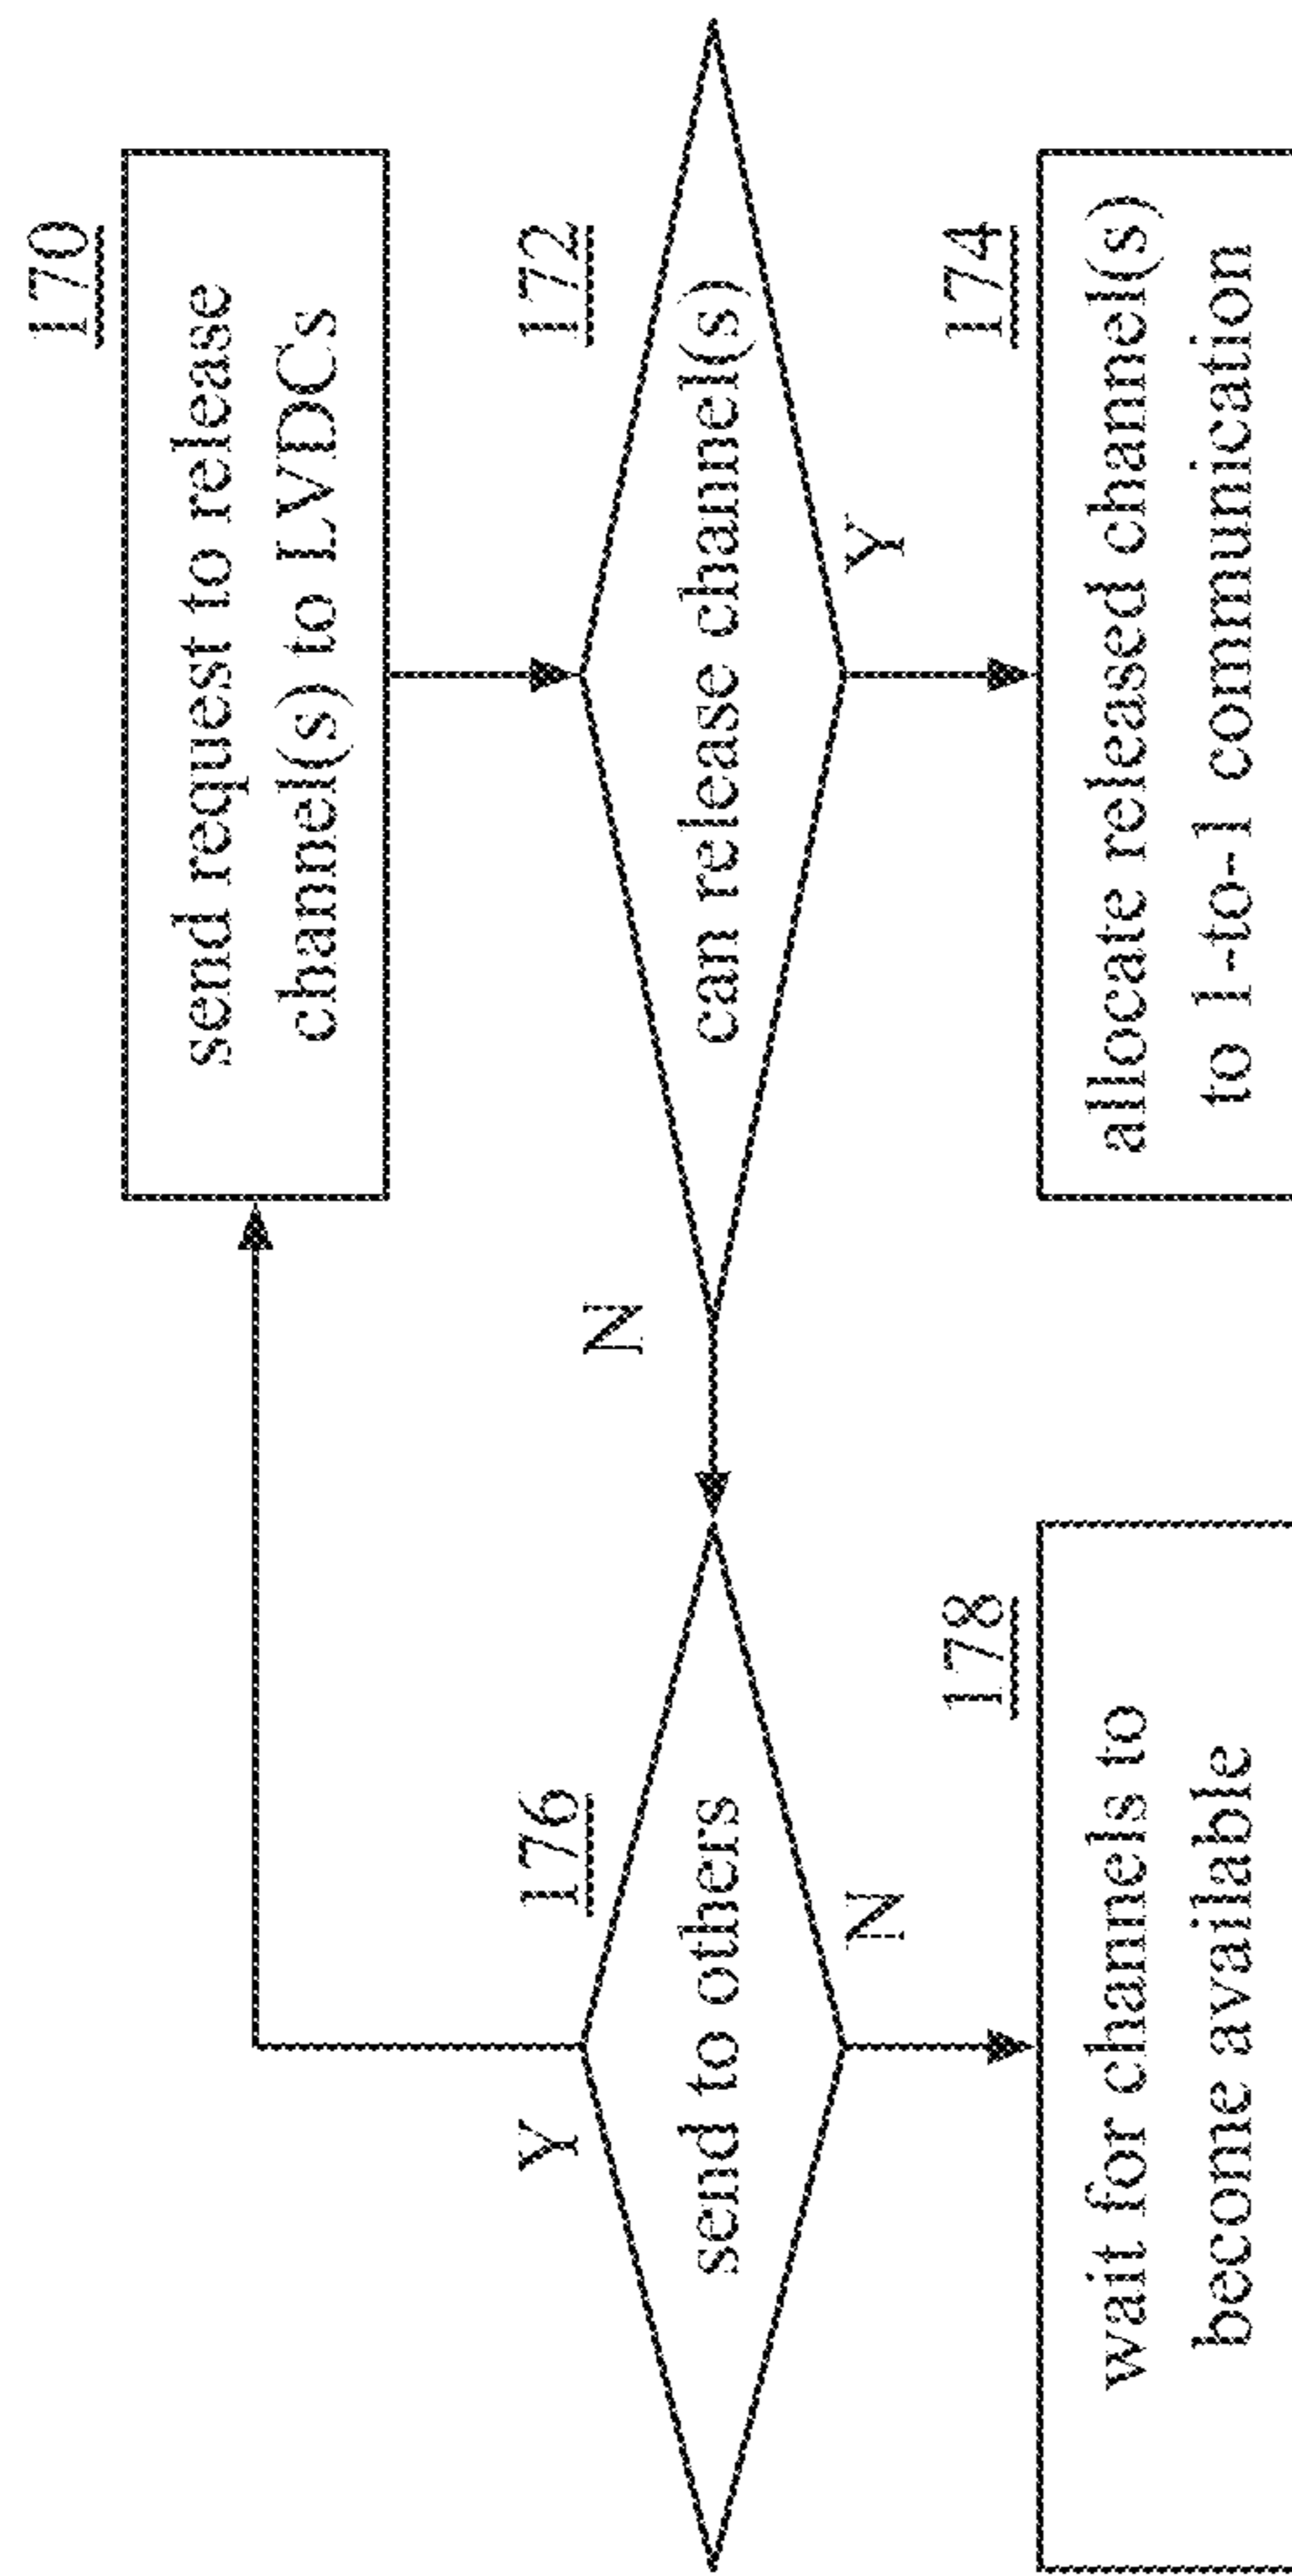 170
send request to release
channel(s) to LVDCs
172
can release channel(s)
Y
N
174
allocate released channel(s)
to 1-to-1 communication
176
send to others
Y
N
178
wait for channels to
become available